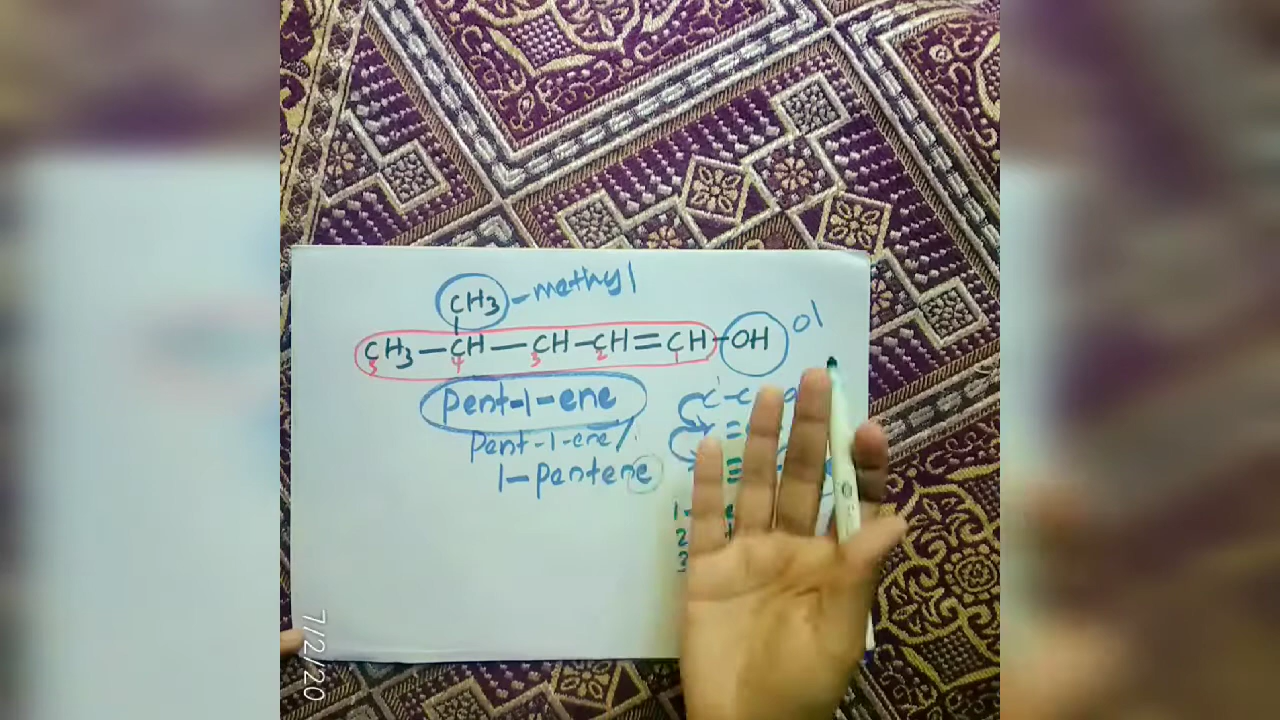 CH3 - methyl
CH3 — CH — CH — CH = CH - OH ol
5 4 3 2 1
pent-1-ene
pent-1-ene/
1-pentene
7/2/20